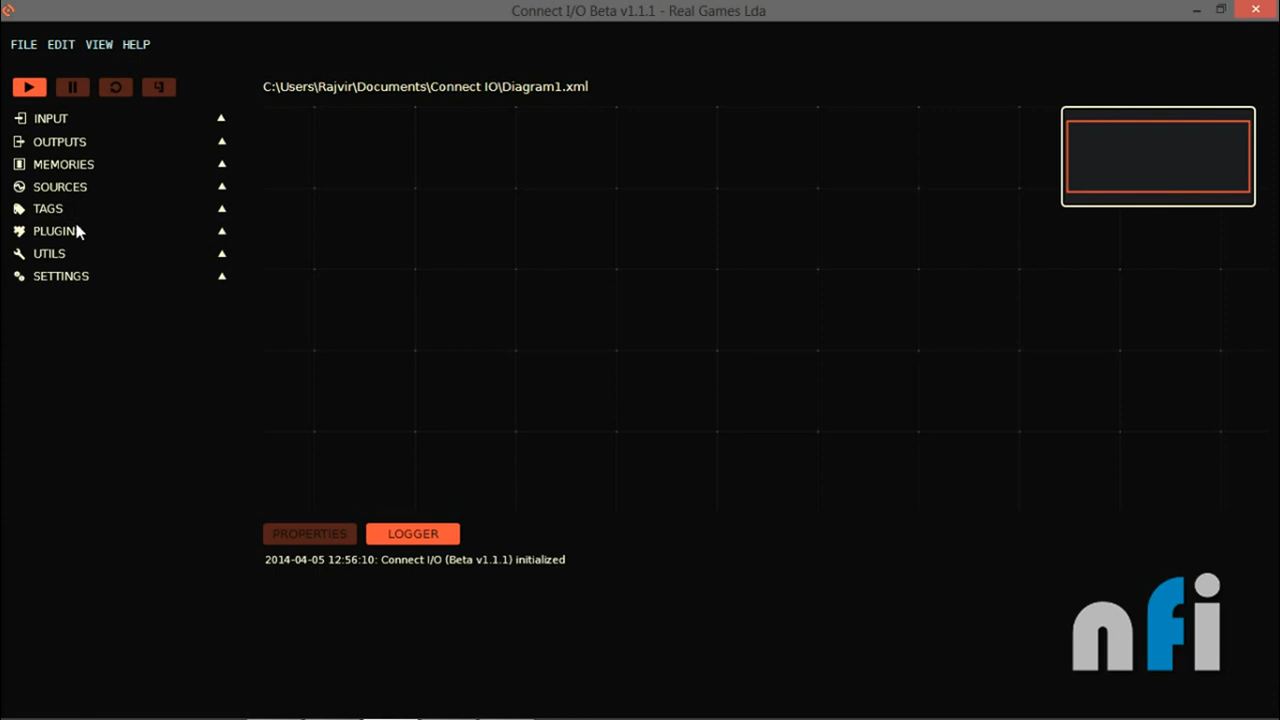 Connect I/O Beta v1.1.1 - Real Games Lda
FILE EDIT VIEW HELP
C:\Users\Rajvir\Documents\Connect IO\Diagram1.xml
INPUT
OUTPUTS
MEMORIES
SOURCES
TAGS
PLUGIN
UTILS
SETTINGS
PROPERTIES LOGGER
2014-04-05 12:56:10: Connect I/O (Beta v1.1.1) initialized
nfi